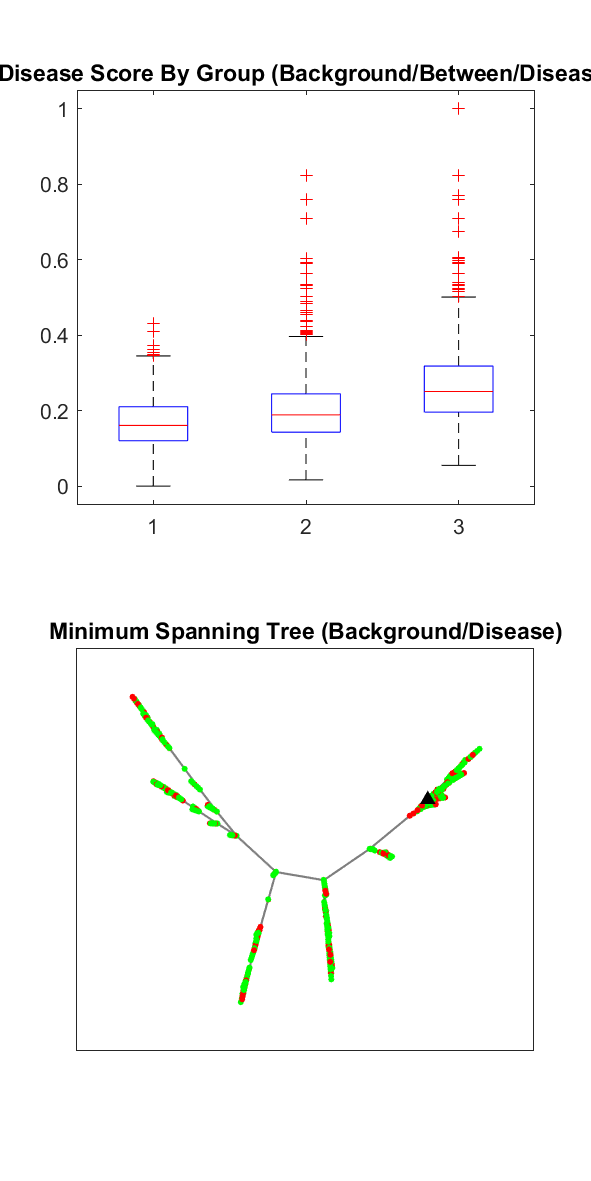 Disease Score By Group (Background/Between/Diseas
1
0.8
0.6
0.4
0.2
0
1 2 3
Minimum Spanning Tree (Background/Disease)